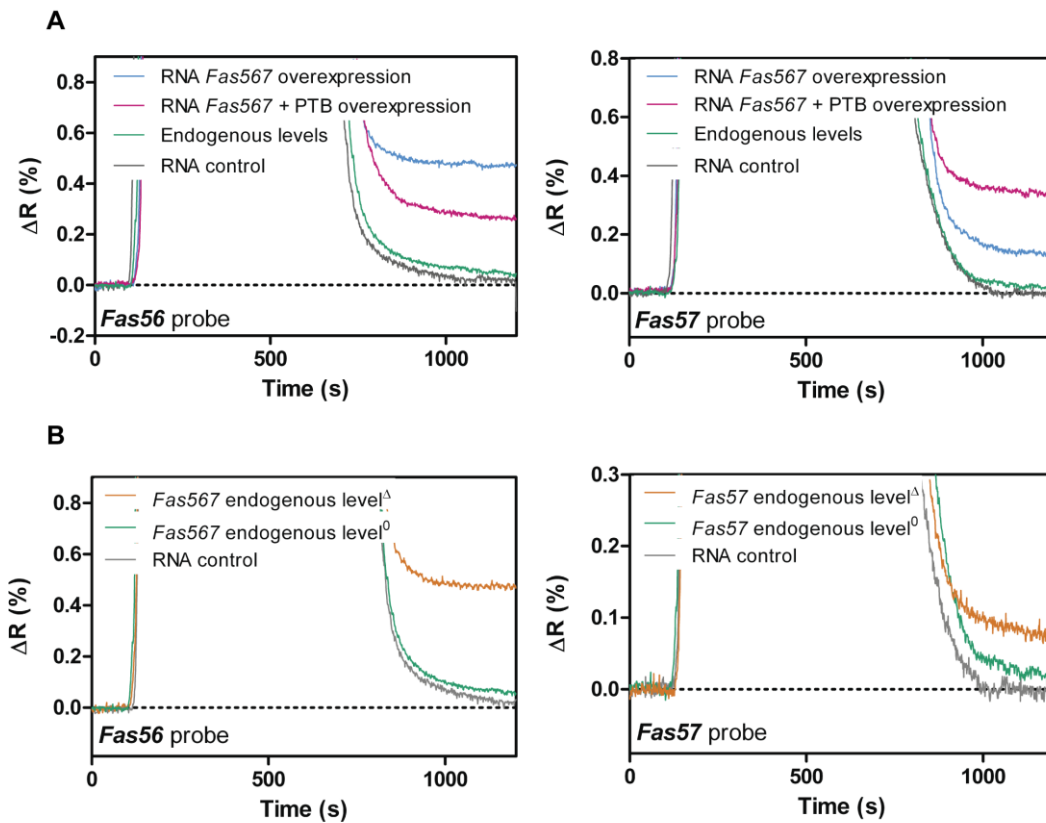 A
0.8
0.6
0.4
0.2
0.0
-0.2
ΔR (%)
RNA Fas567 overexpression
RNA Fas567 + PTB overexpression
Endogenous levels
RNA control
Fas56 probe
0
500
1000
Time (s)
0.8
0.6
0.4
0.2
0.0
ΔR (%)
RNA Fas567 overexpression
RNA Fas567 + PTB overexpression
Endogenous levels
RNA control
Fas57 probe
0
500
1000
Time (s)
B
0.8
0.6
0.4
0.2
0.0
ΔR (%)
Fas567 endogenous levelΔ
Fas567 endogenous level⁰
RNA control
Fas56 probe
0
500
1000
Time (s)
0.3
0.2
0.1
0.0
ΔR (%)
Fas57 endogenous levelΔ
Fas57 endogenous level⁰
RNA control
Fas57 probe
0
500
1000
Time (s)